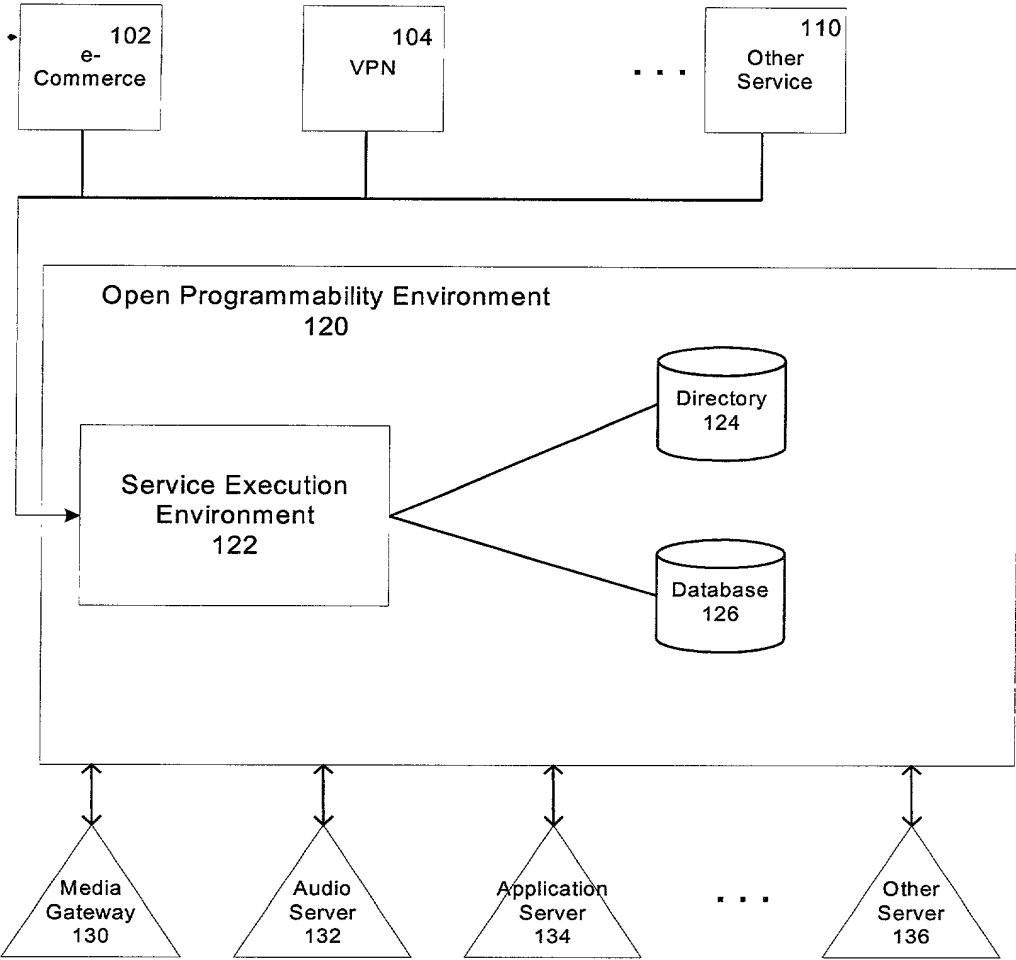 102
e-
Commerce
104
VPN
. . .
110
Other
Service
Open Programmability Environment
120
Directory
124
Service Execution
Environment
122
Database
126
Media
Gateway
130
Audio
Server
132
Application
Server
134
. . .
Other
Server
136